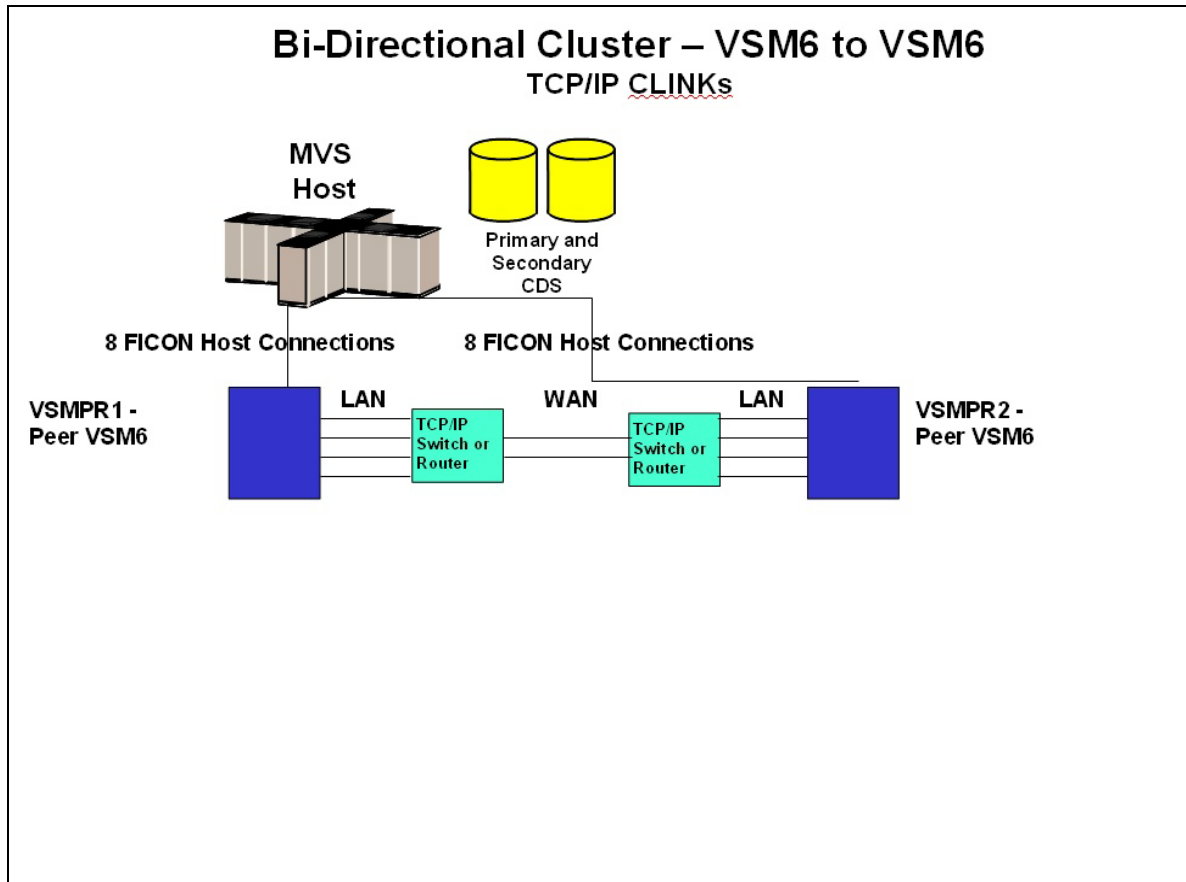 Bi-Directional Cluster – VSM6 to VSM6
TCP/IP CLINKs
MVS
Host
Primary and
Secondary
CDS
8 FICON Host Connections
8 FICON Host Connections
VSMPR1 -
Peer VSM6
LAN
TCP/IP
Switch or
Router
WAN
TCP/IP
Switch or
Router
LAN
VSMPR2 -
Peer VSM6